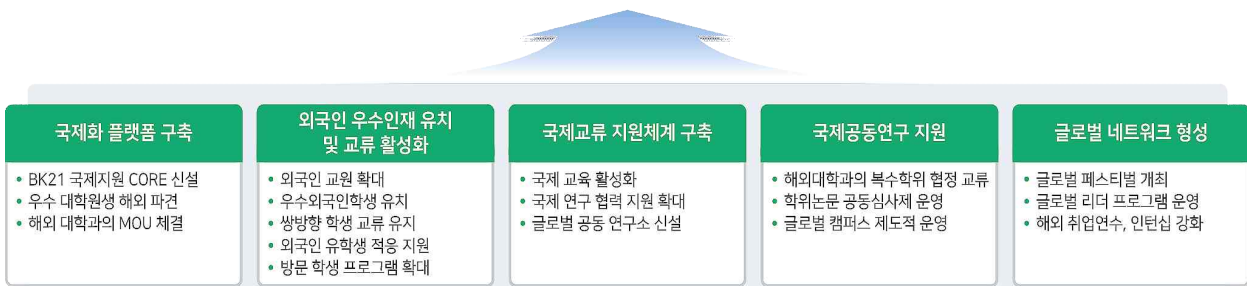 국제화 플랫폼 구축
• BK21 국제지원 CORE 신설
• 우수 대학원생 해외 파견
• 해외 대학과의 MOU 체결
외국인 우수인재 유치
및 교류 활성화
• 외국인 교원 확대
• 우수외국인학생 유치
• 쌍방향 학생 교류 유지
• 외국인 유학생 적응 지원
• 방문 학생 프로그램 확대
국제교류 지원체계 구축
• 국제 교육 활성화
• 국제 연구 협력 지원 확대
• 글로벌 공동 연구소 신설
국제공동연구 지원
• 해외대학과의 복수학위 협정 교류
• 학위논문 공동심사제 운영
• 글로벌 캠퍼스 제도적 운영
글로벌 네트워크 형성
• 글로벌 페스티벌 개최
• 글로벌 리더 프로그램 운영
• 해외 취업연수, 인턴십 강화